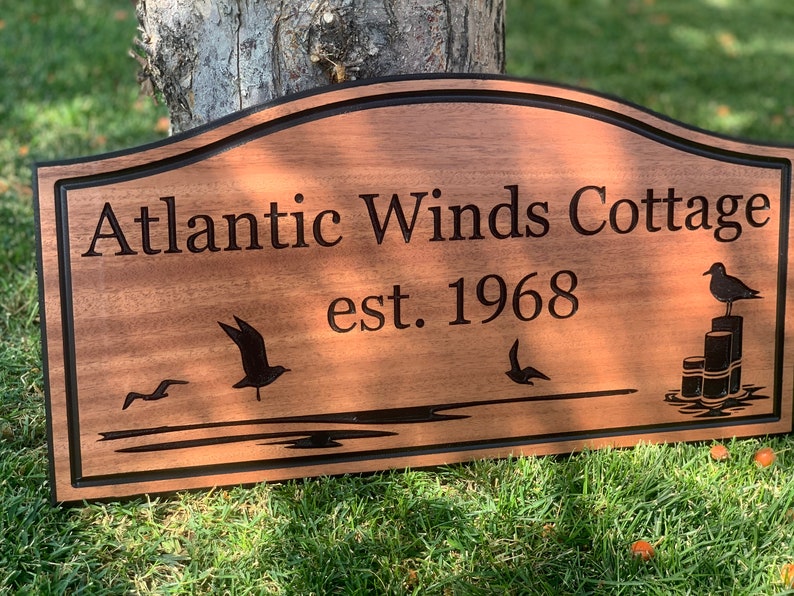 Atlantic Winds Cottage
est. 1968